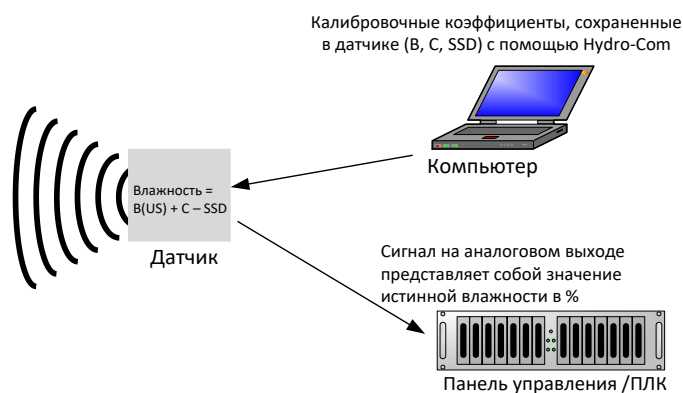 Калибровочные коэффициенты, сохраненные
в датчике (B, C, SSD) с помощью Hydro-Com
Компьютер
Влажность =
B(US) + C – SSD
Датчик
Сигнал на аналоговом выходе
представляет собой значение
истинной влажности в %
Панель управления /ПЛК